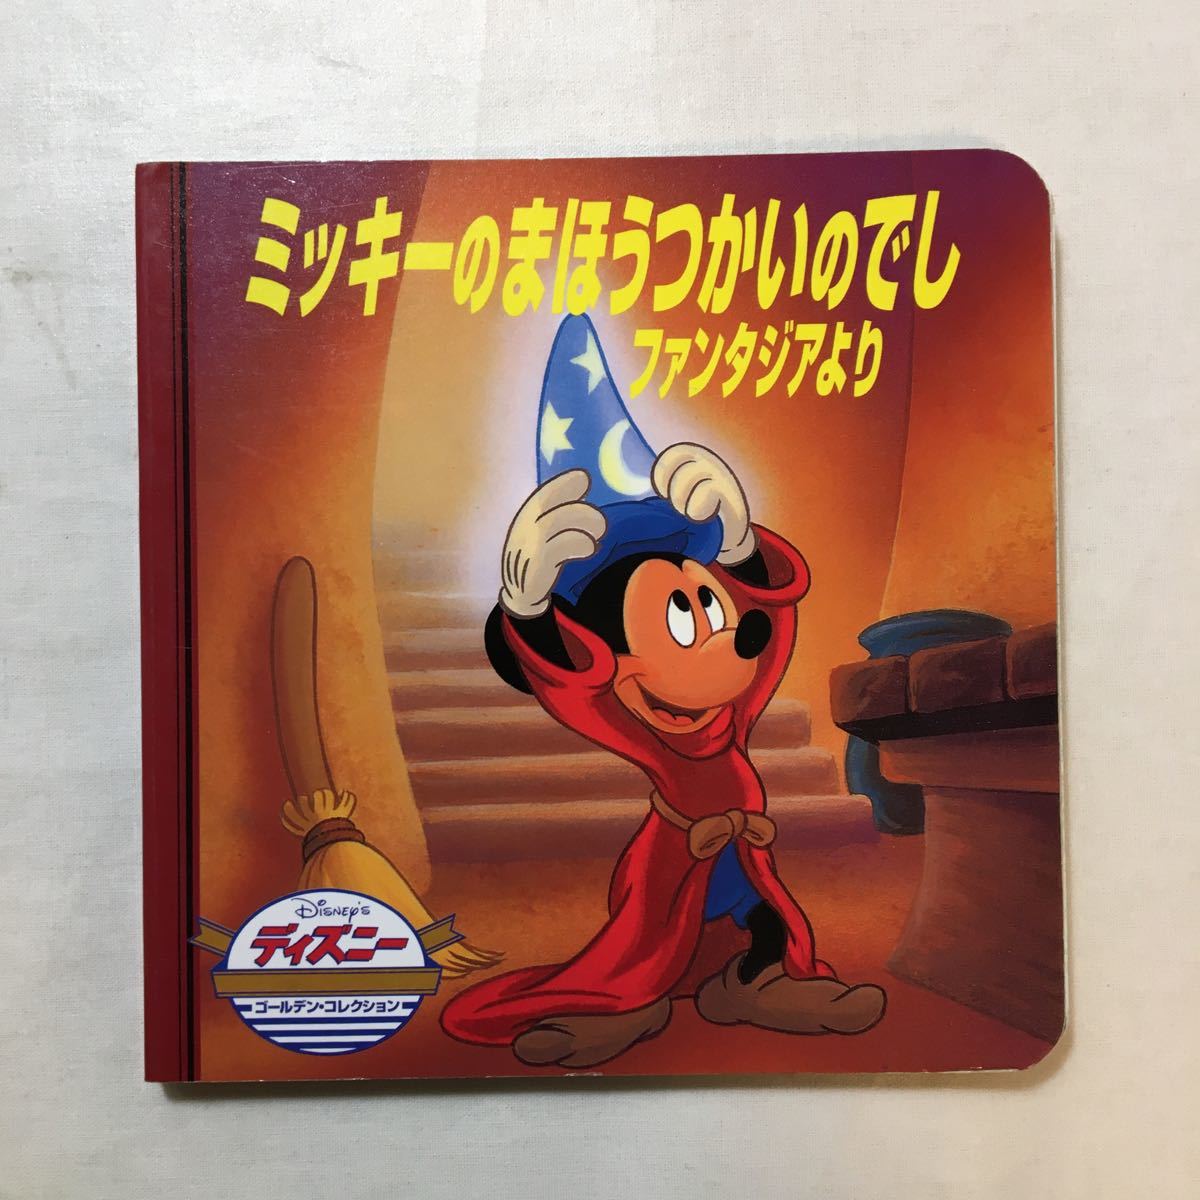 ミッキーのまほうつかいのでし
ファンタジアより
DISNEY'S
ディズニー
ゴールデン・コレクション